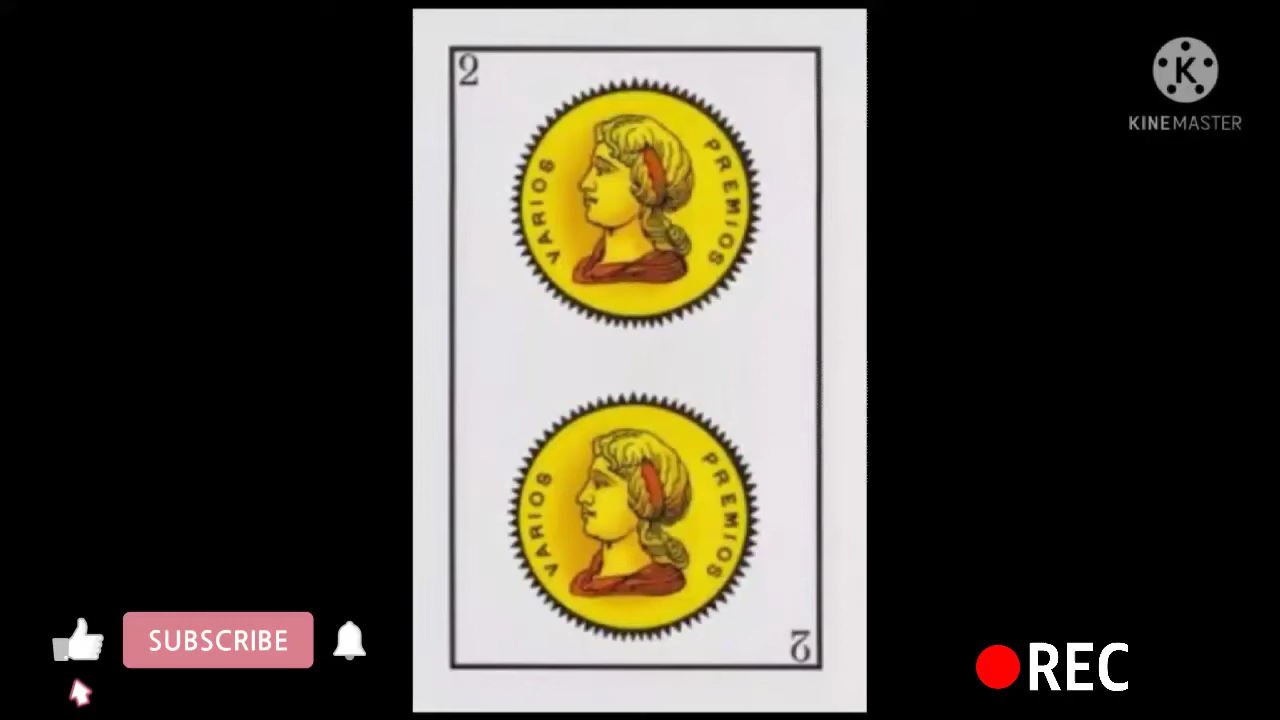 2
VARIOS PREMIOS
KINEMASTER
VARIOS PREMIOS
2
SUBSCRIBE
REC